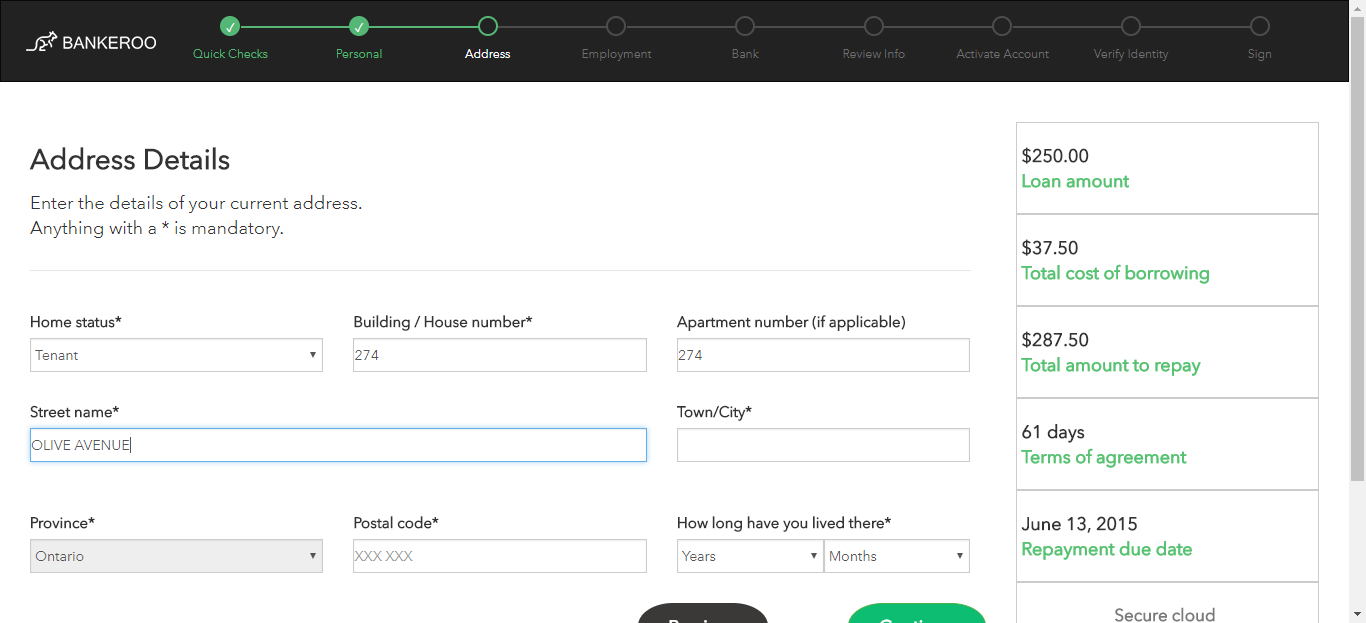 BANKEROO
Quick Checks
Personal
Address
Employment
Bank
Review Info
Activate Account
Verify Identity
Sign
Address Details
Enter the details of your current address.
Anything with a * is mandatory.
Home status*
Building / House number*
Apartment number (if applicable)
Tenant
274
274
Street name*
Town/City*
OLIVE AVENUE
Province*
Postal code*
How long have you lived there*
Ontario
XXX XXX
Years
Months
$250.00
Loan amount
$37.50
Total cost of borrowing
$287.50
Total amount to repay
61 days
Terms of agreement
June 13, 2015
Repayment due date
Secure cloud